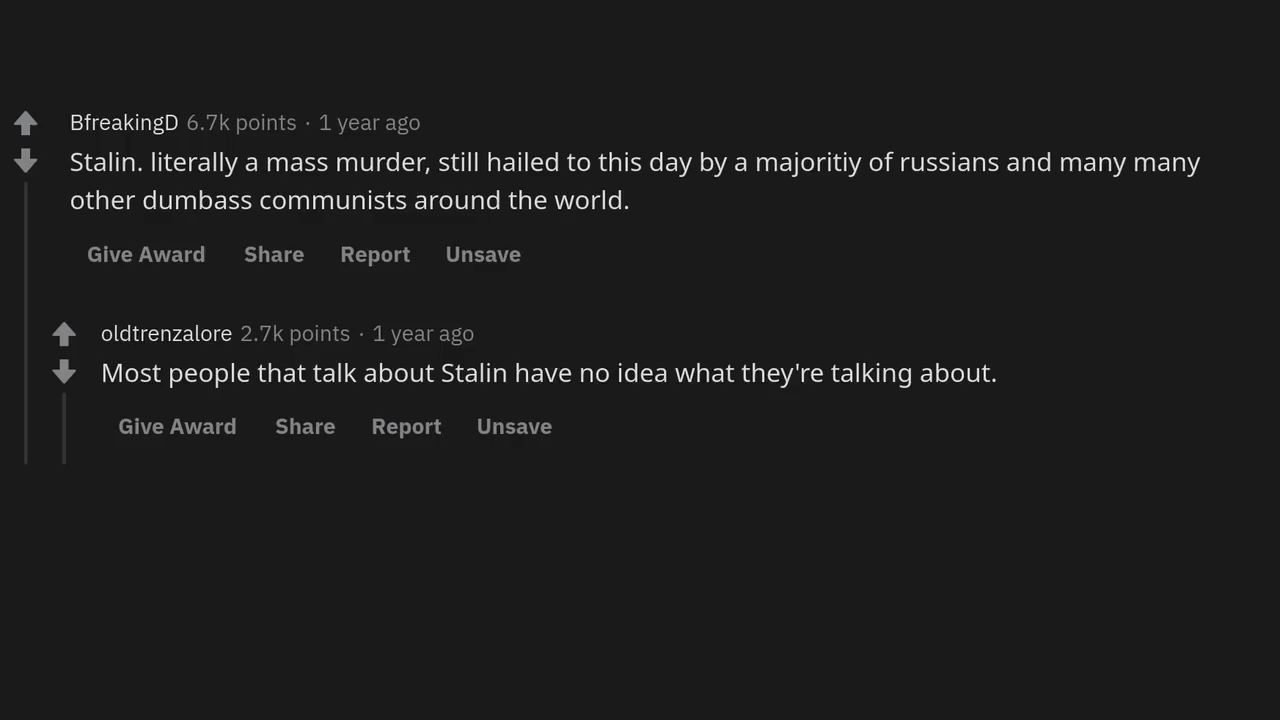 BfreakingD 6.7k points · 1 year ago
Stalin. literally a mass murder, still hailed to this day by a majoritiy of russians and many many
other dumbass communists around the world.
Give Award Share Report Unsave
oldtrenzalore 2.7k points · 1 year ago
Most people that talk about Stalin have no idea what they're talking about.
Give Award Share Report Unsave